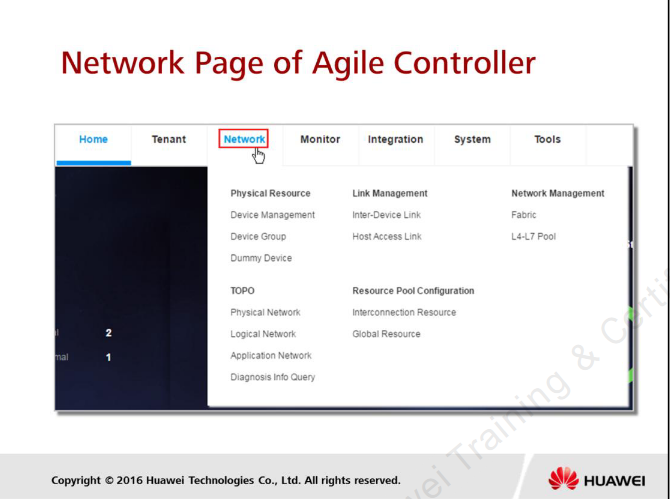 Network Page of Agile Controller
Home Tenant Network Monitor Integration System Tools
Physical Resource Link Management Network Management
Device Management Inter-Device Link Fabric
Device Group Host Access Link L4-L7 Pool
Dummy Device
TOPO Resource Pool Configuration
Physical Network Interconnection Resource
Logical Network Global Resource
2
Application Network
1
Diagnosis Info Query
Training &
Copyright © 2016 Huawei Technologies Co., Ltd. All rights reserved.
HUAWEI